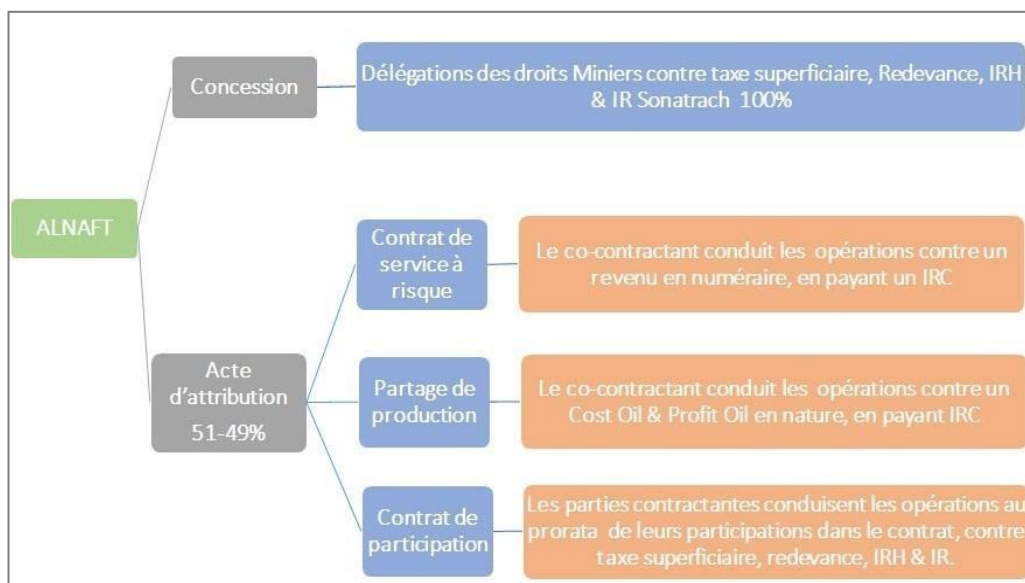 Concession
Délégations des droits Miniers contre taxe superficiaire, Redevance, IRH
& IR Sonatrach 100%
ALNAFT
Contrat de
service à
risque
Le co-contractant conduit les opérations contre un
revenu en numéraire, en payant un IRC
Acte
d'attribution
51-49%
Partage de
production
Le co-contractant conduit les opérations contre un
Cost Oil & Profit Oil en nature, en payant IRC
Contrat de
participation
Les parties contractantes conduisent les opérations au
prorata de leurs participations dans le contrat, contre
taxe superficiaire, redevance, IRH & IR.